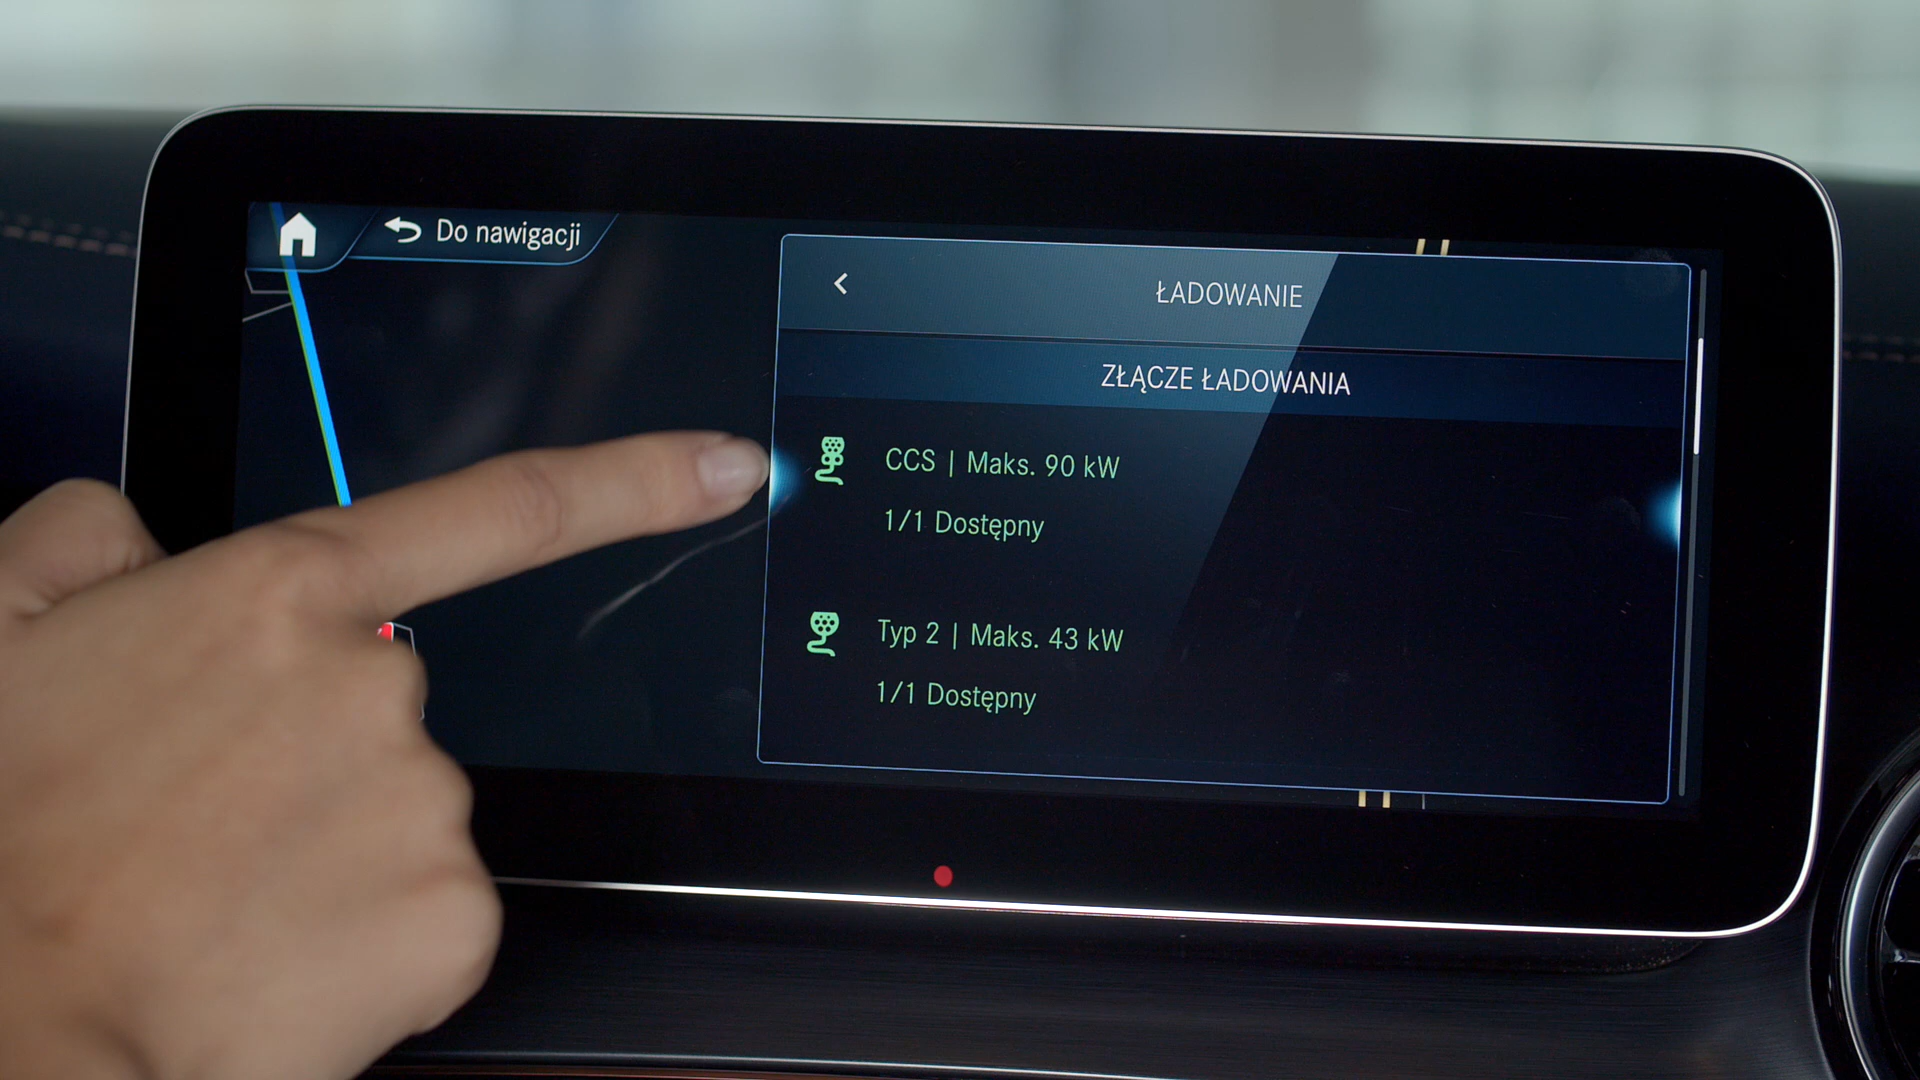 Do nawigacji
ŁADOWANIE
ZŁĄCZE ŁADOWANIA
CCS | Maks. 90 kW
1/1 Dostępny
Typ 2 | Maks. 43 kW
1/1 Dostępny